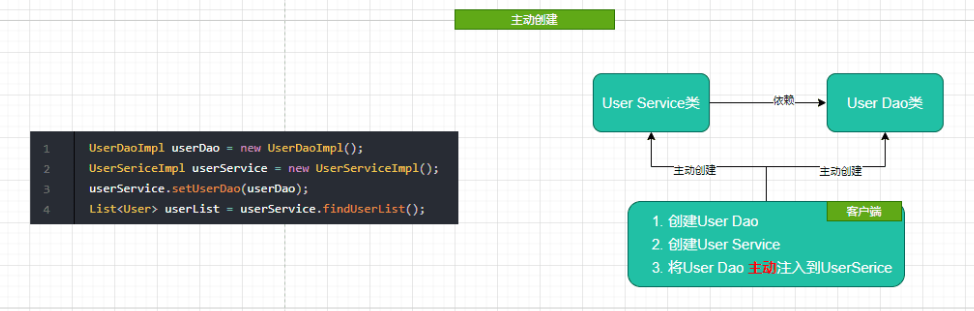 主动创建
User Service类
依赖
User Dao类
1 UserDaoImpl userDao = new UserDaoImpl();
2 UserSericeImpl userService = new UserServiceImpl();
3 userService.setUserDao(userDao);
4 List<User> userList = userService.findUserList();
主动创建
主动创建
客户端
1. 创建User Dao
2. 创建User Service
3. 将User Dao 主动注入到UserSerice